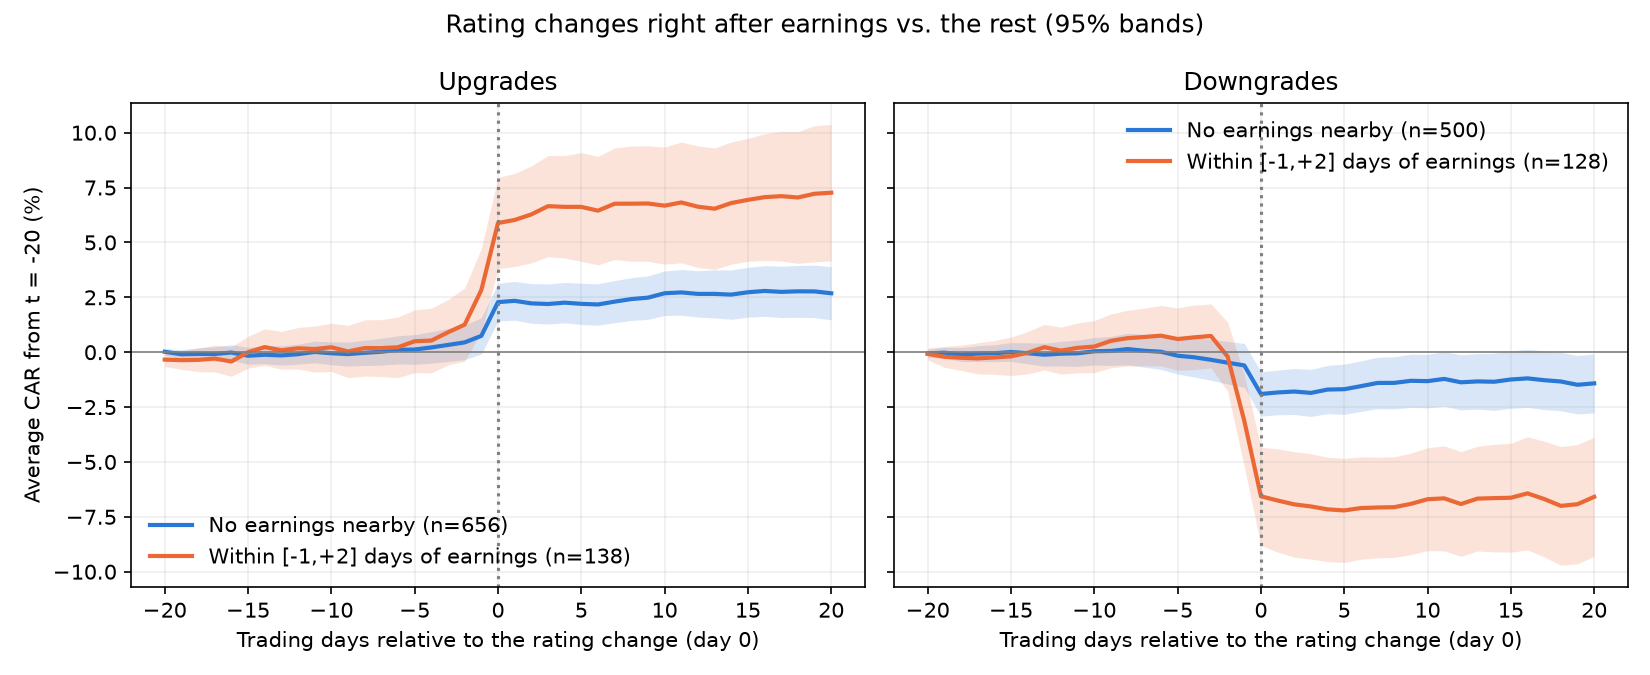 Rating changes right after earnings vs. the rest (95% bands)
Upgrades
Average CAR from t = -20 (%)
10.0
7.5
5.0
2.5
0.0
−2.5
−5.0
−7.5
−10.0
No earnings nearby (n=656)
Within [-1,+2] days of earnings (n=138)
−20 −15 −10 −5 0 5 10 15 20
Trading days relative to the rating change (day 0)
Downgrades
No earnings nearby (n=500)
Within [-1,+2] days of earnings (n=128)
−20 −15 −10 −5 0 5 10 15 20
Trading days relative to the rating change (day 0)